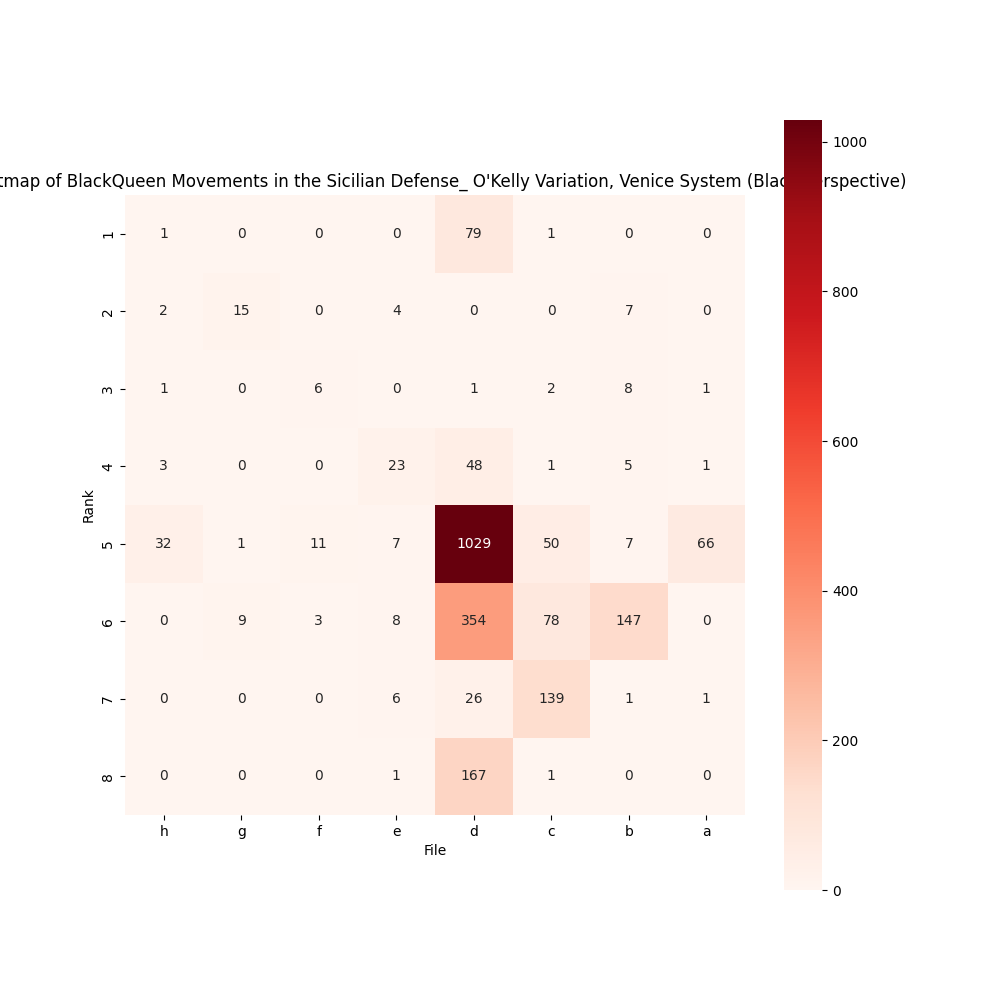 tmap of BlackQueen Movements in the Sicilian Defense_ O'Kelly Variation, Venice System (Blac erspective)
1 1 0 0 0 79 1 0 0
2 2 15 0 4 0 0 7 0
3 1 0 6 0 1 2 8 1
4 3 0 0 23 48 1 5 1
Rank
5 32 1 11 7 1029 50 7 66
6 0 9 3 8 354 78 147 0
7 0 0 0 6 26 139 1 1
8 0 0 0 1 167 1 0 0
h g f e d c b a
File
1000
800
600
400
200
0